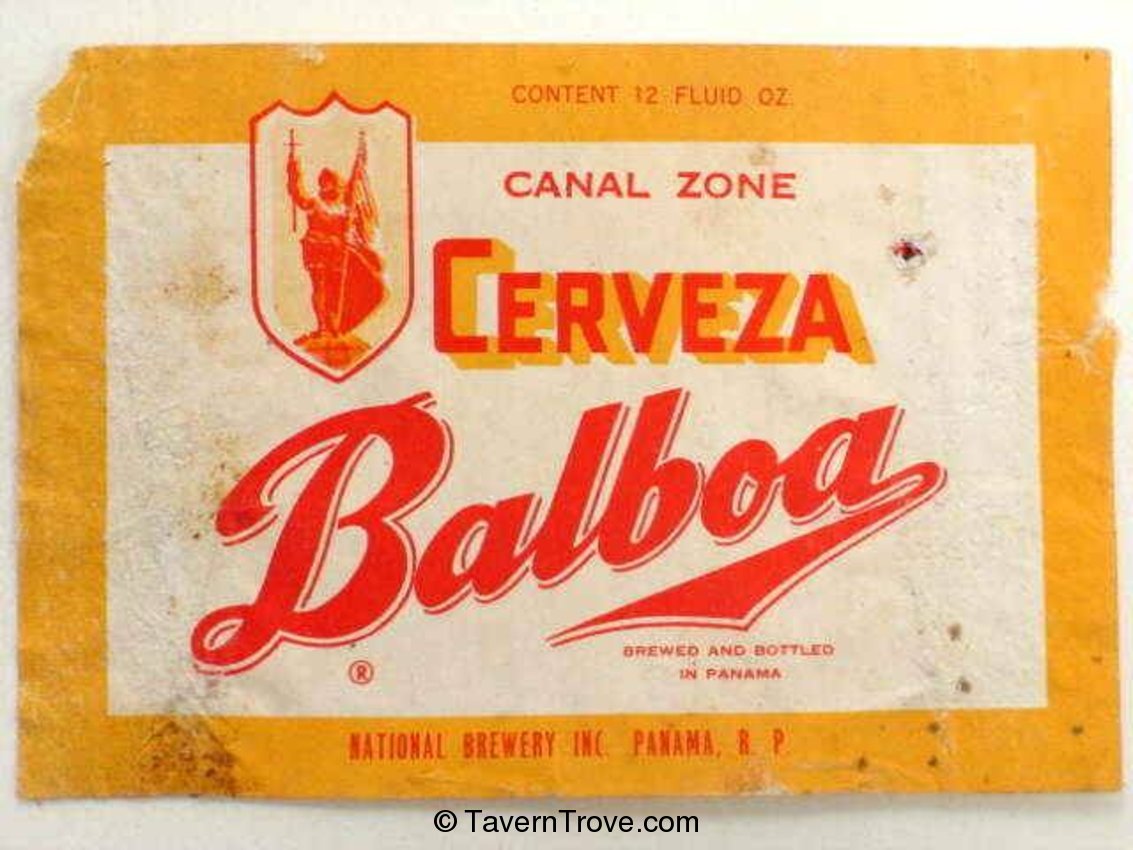 CONTENT 12 FLUID OZ.
CANAL ZONE
CERVEZA
Balboa
®
BREWED AND BOTTLED
IN PANAMA
NATIONAL BREWERY INC. PANAMA, R. P.
© TavernTrove.com